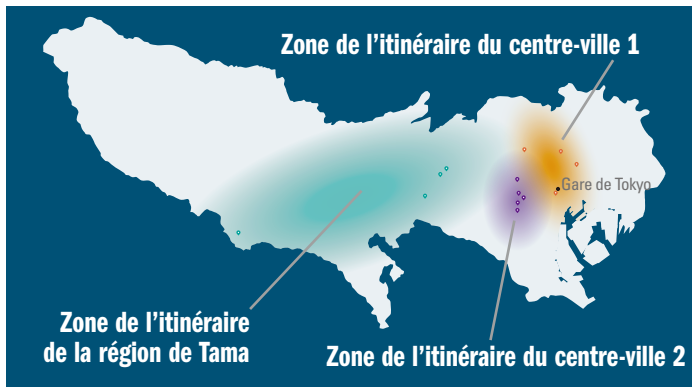 Zone de l’itinéraire du centre-ville 1
Gare de Tokyo
Zone de l’itinéraire
de la région de Tama
Zone de l’itinéraire du centre-ville 2